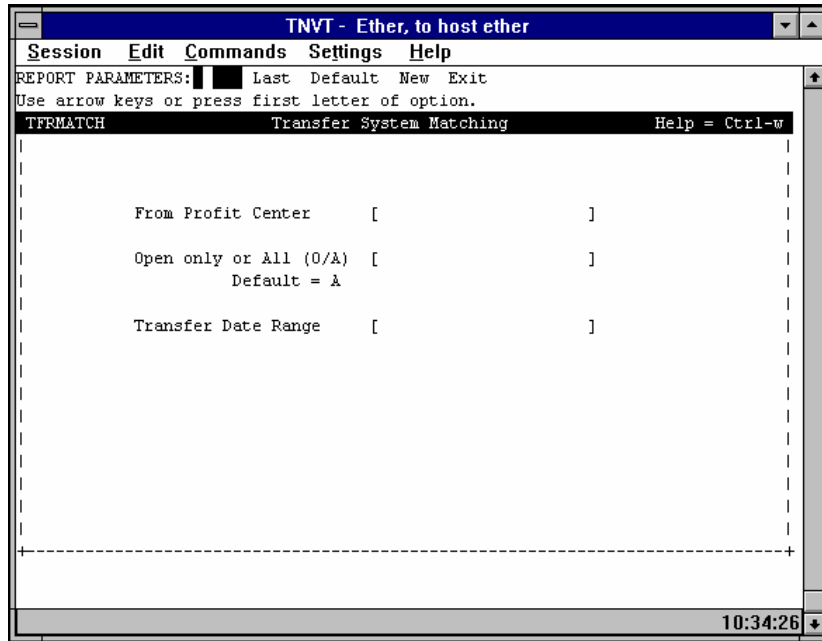 TNVT - Ether, to host ether
Session Edit Commands Settings Help
REPORT PARAMETERS: Last Default New Exit
Use arrow keys or press first letter of option.
TFRMATCH Transfer System Matching Help = Ctrl-w
From Profit Center [ ]
Open only or All (O/A) [ ]
Default = A
Transfer Date Range [ ]
10:34:26